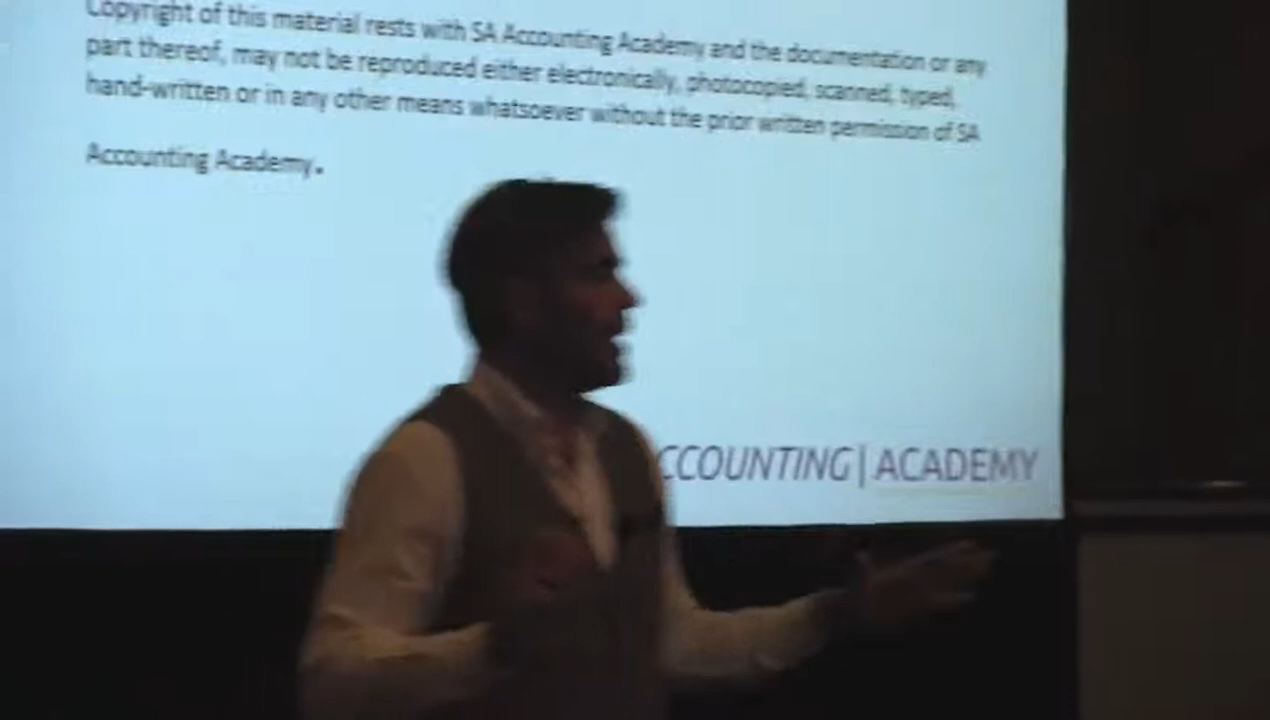 Copyright of this material rests with SA Accounting Academy and the documentation or any
part thereof, may not be reproduced either electronically, photocopied, scanned, typed,
hand-written or in any other means whatsoever without the prior written permission of SA
Accounting Academy.
CCOUNTING|ACADEMY